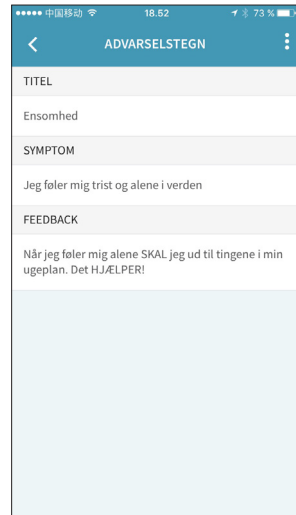 中国移动 18.52 73 %
ADVARSELSTEGN
TITEL
Ensomhed
SYMPTOM
Jeg føler mig trist og alene i verden
FEEDBACK
Når jeg føler mig alene SKAL jeg ud til tingene i min
ugeplan. Det HJÆLPER!